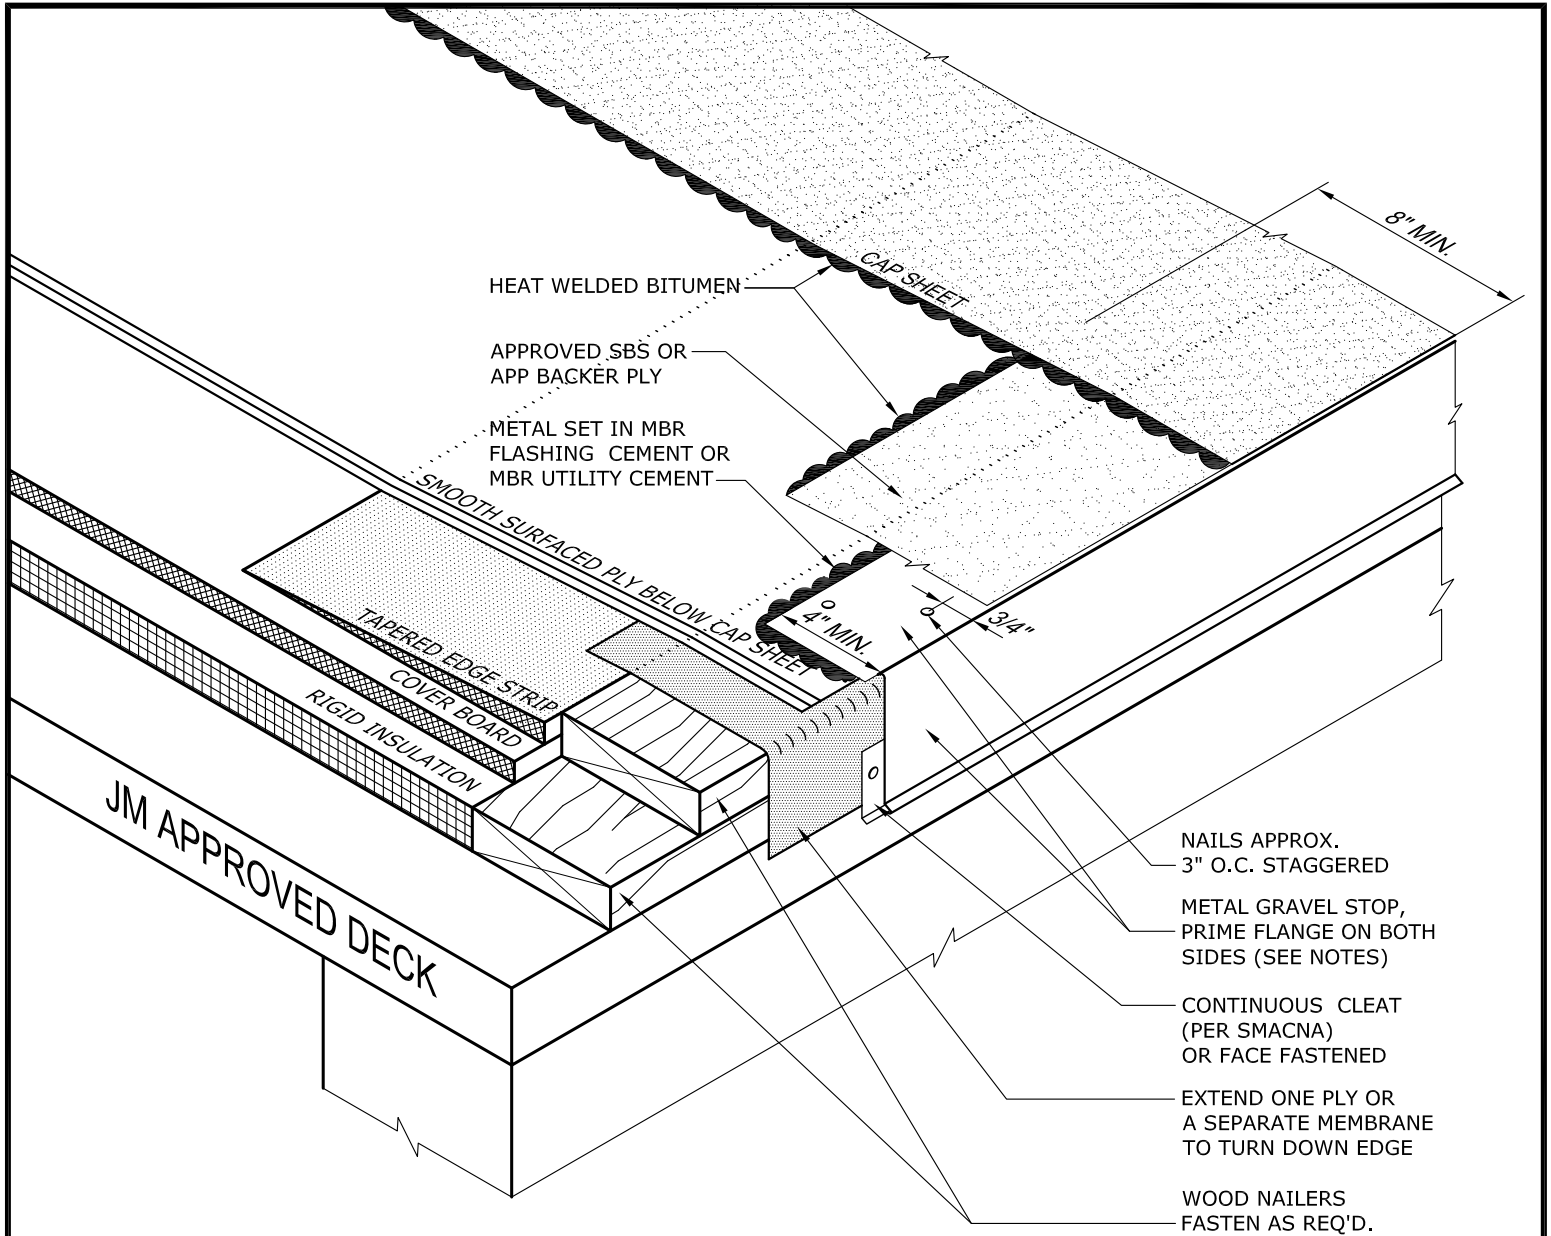 8" MIN.
CAP SHEET
HEAT WELDED BITUMEN
APPROVED SBS OR
APP BACKER PLY
METAL SET IN MBR
FLASHING CEMENT OR
MBR UTILITY CEMENT
SMOOTH SURFACED PLY BELOW CAP SHEET
3/4"
4" MIN.
TAPERED EDGE STRIP
COVER BOARD
RIGID INSULATION
JM APPROVED DECK
NAILS APPROX.
3" O.C. STAGGERED
METAL GRAVEL STOP,
PRIME FLANGE ON BOTH
SIDES (SEE NOTES)
CONTINUOUS CLEAT
(PER SMACNA)
OR FACE FASTENED
EXTEND ONE PLY OR
A SEPARATE MEMBRANE
TO TURN DOWN EDGE
WOOD NAILERS
FASTEN AS REQ'D.